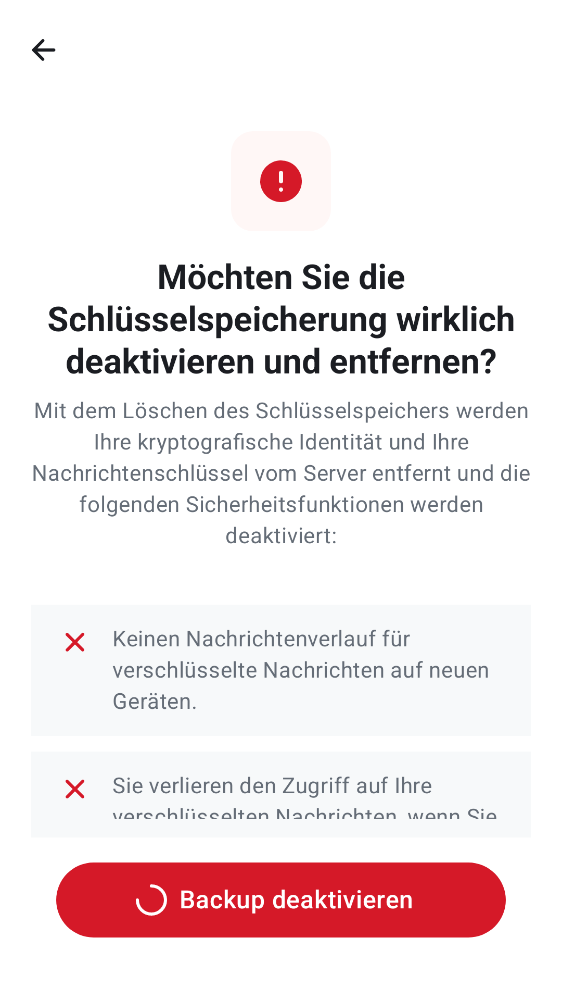 Möchten Sie die
Schlüsselspeicherung wirklich
deaktivieren und entfernen?
Mit dem Löschen des Schlüsselspeichers werden
Ihre kryptografische Identität und Ihre
Nachrichtenschlüssel vom Server entfernt und die
folgenden Sicherheitsfunktionen werden
deaktiviert:
Keinen Nachrichtenverlauf für
verschlüsselte Nachrichten auf neuen
Geräten.
Sie verlieren den Zugriff auf Ihre
verschlüsselten Nachrichten, wenn Sie
Backup deaktivieren